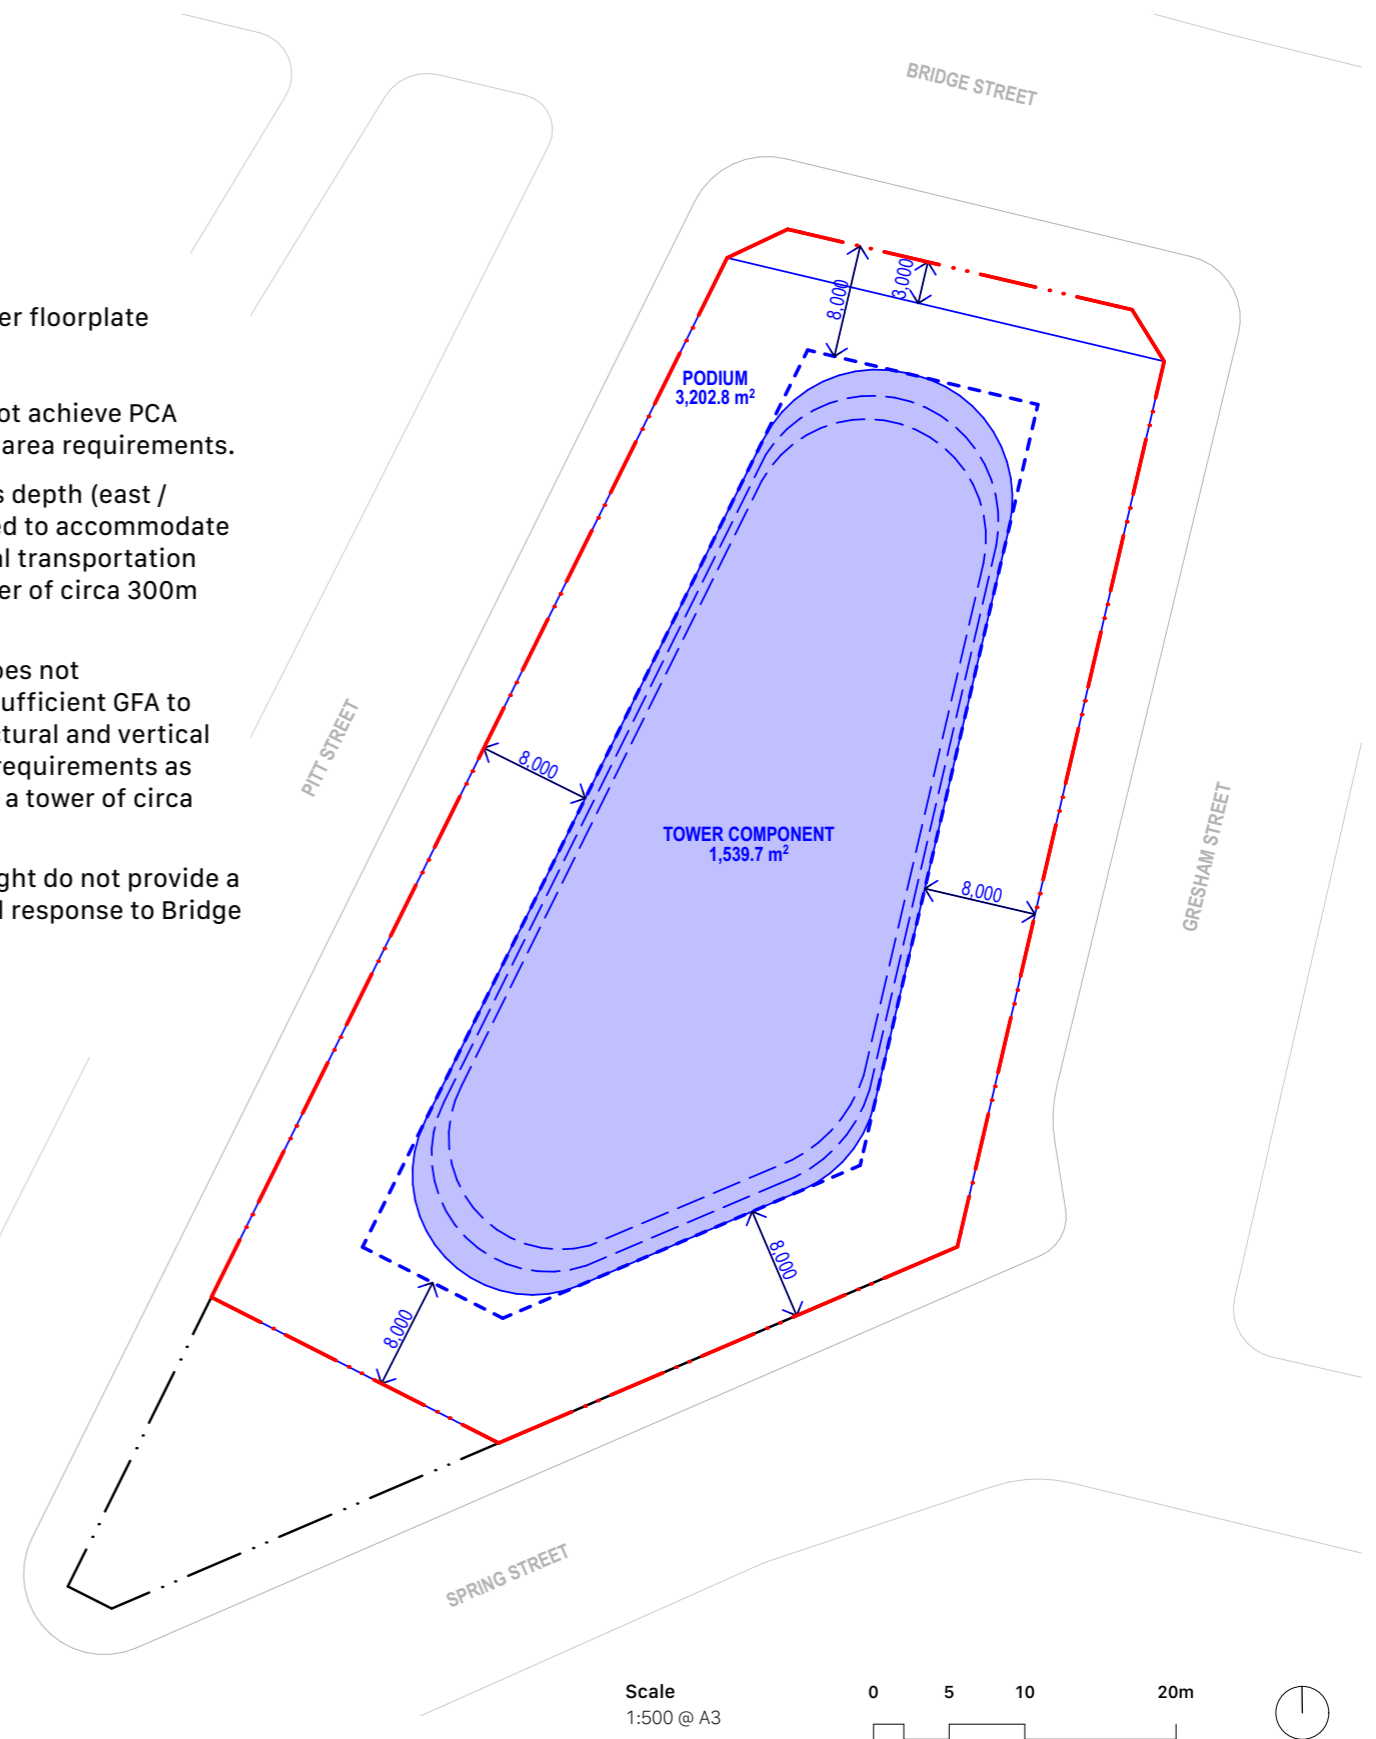 BRIDGE STREET
8,000
3,000
er floorplate
PODIUM
3,202.8 m²
ot achieve PCA
area requirements.
s depth (east /
ed to accommodate
al transportation
er of circa 300m
oes not
ufficient GFA to
ctural and vertical
requirements as
a tower of circa
ght do not provide a
l response to Bridge
PITT STREET
8,000
TOWER COMPONENT
1,539.7 m²
8,000
GRESHAM STREET
8,000
8,000
SPRING STREET
Scale
1:500 @ A3
0 5 10 20m